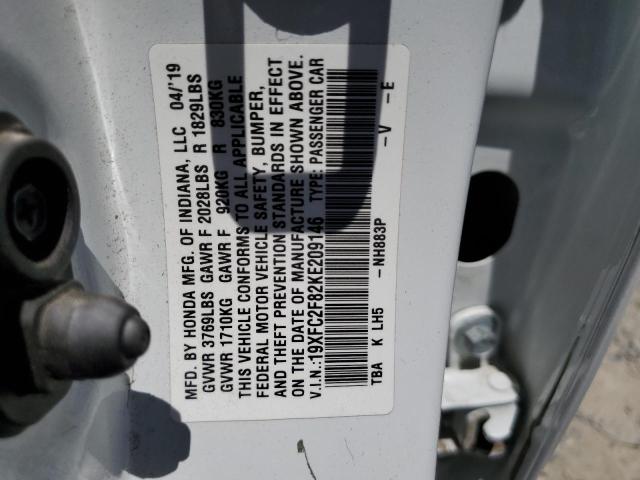 MFD. BY HONDA MFG. OF INDIANA, LLC 04/'19
GVWR 3769LBS GAWR F 2028LBS R 1829LBS
GVWR 1710KG GAWR F 920KG R 830KG
THIS VEHICLE CONFORMS TO ALL APPLICABLE
FEDERAL MOTOR VEHICLE SAFETY, BUMPER,
AND THEFT PREVENTION STANDARDS IN EFFECT
ON THE DATE OF MANUFACTURE SHOWN ABOVE.
V.I.N.:19XFC2F82KE209146 TYPE: PASSENGER CAR
TBA K LH5 –NH883P –V –E